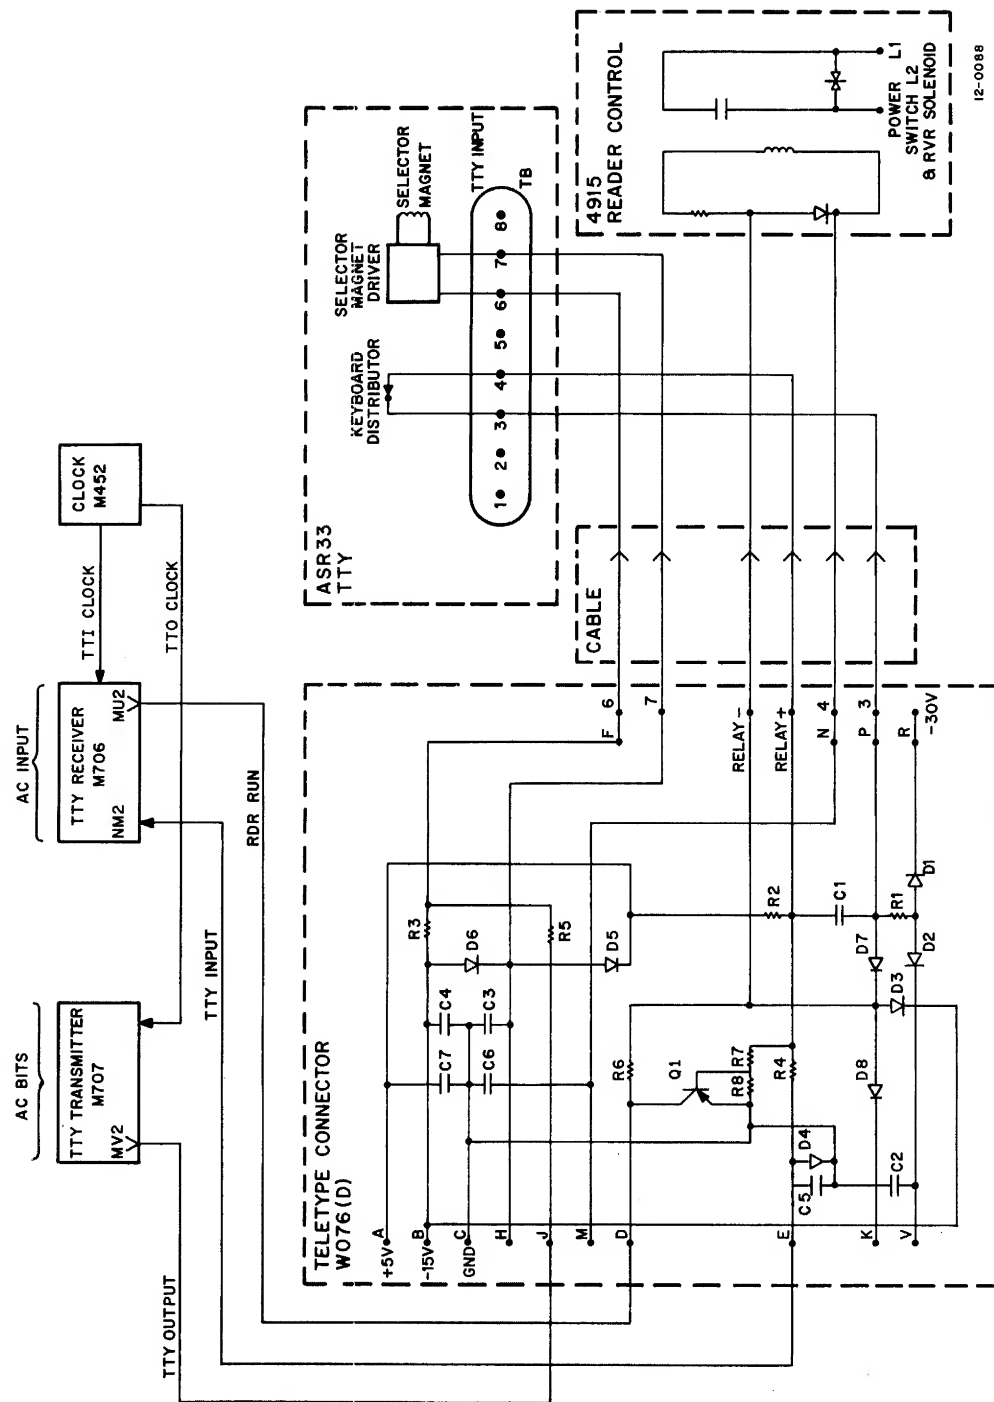 AC BITS
TTY TRANSMITTER
M707
MV2
AC INPUT
TTY RECEIVER
M706
NM2
MU2
CLOCK
M452
TTI CLOCK
TTO CLOCK
TTY OUTPUT
TTY INPUT
RDR RUN
TELETYPE CONNECTOR
W076 (D)
+5V
A
-15V
B
GND
C
H
J
M
D
E
K
V
C7
C4
C6
C3
R3
D6
R5
D5
R6
Q1
R8
R7
R4
R2
C1
D4
C5
C2
D8
D7
D3
R1
D2
D1
F
6
7
RELAY-
RELAY+
N
4
P
3
R
-30V
CABLE
ASR33
TTY
KEYBOARD
DISTRIBUTOR
SELECTOR
MAGNET
DRIVER
SELECTOR
MAGNET
TTY INPUT
1 2 3 4 5 6 7 8
TB
4915
READER CONTROL
POWER L1
SWITCH L2
& RVR SOLENOID
12-0088